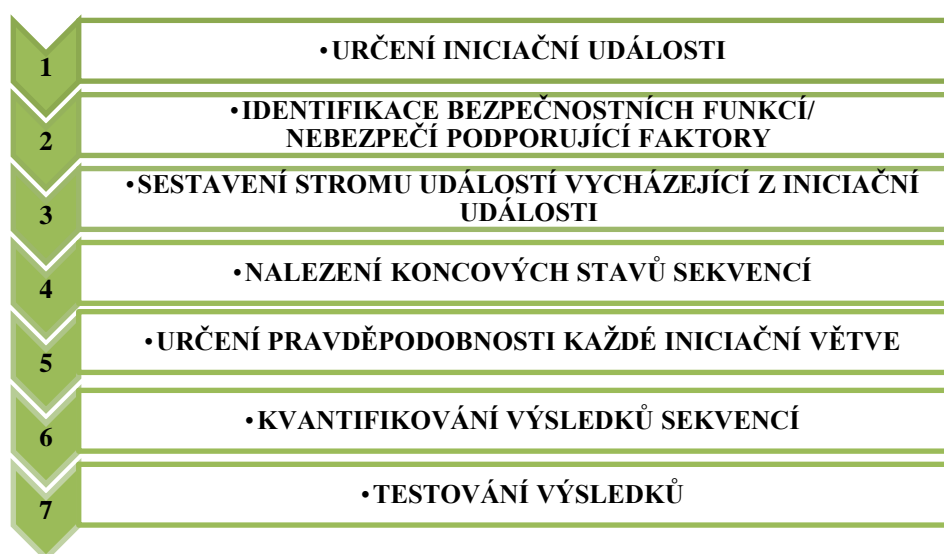 1
•URČENÍ INICIAČNÍ UDÁLOSTI
2
•IDENTIFIKACE BEZPEČNOSTNÍCH FUNKCÍ/
NEBEZPEČÍ PODPORUJÍCÍ FAKTORY
3
•SESTAVENÍ STROMU UDÁLOSTÍ VYCHÁZEJÍCÍ Z INICIAČNÍ
UDÁLOSTI
4
•NALEZENÍ KONCOVÝCH STAVŮ SEKVENCÍ
5
•URČENÍ PRAVDĚPODOBNOSTI KAŽDÉ INICIAČNÍ VĚTVE
6
•KVANTIFIKOVÁNÍ VÝSLEDKŮ SEKVENCÍ
7
•TESTOVÁNÍ VÝSLEDKŮ